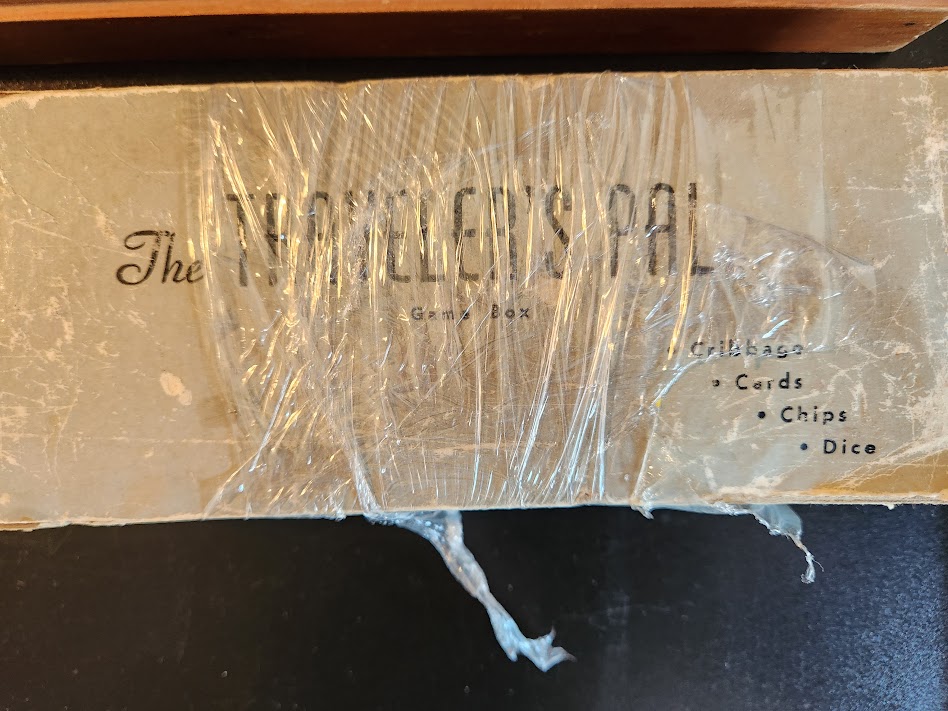 The TRAVELER'S PAL
Game Box
• Cribbage
• Cards
• Chips
• Dice